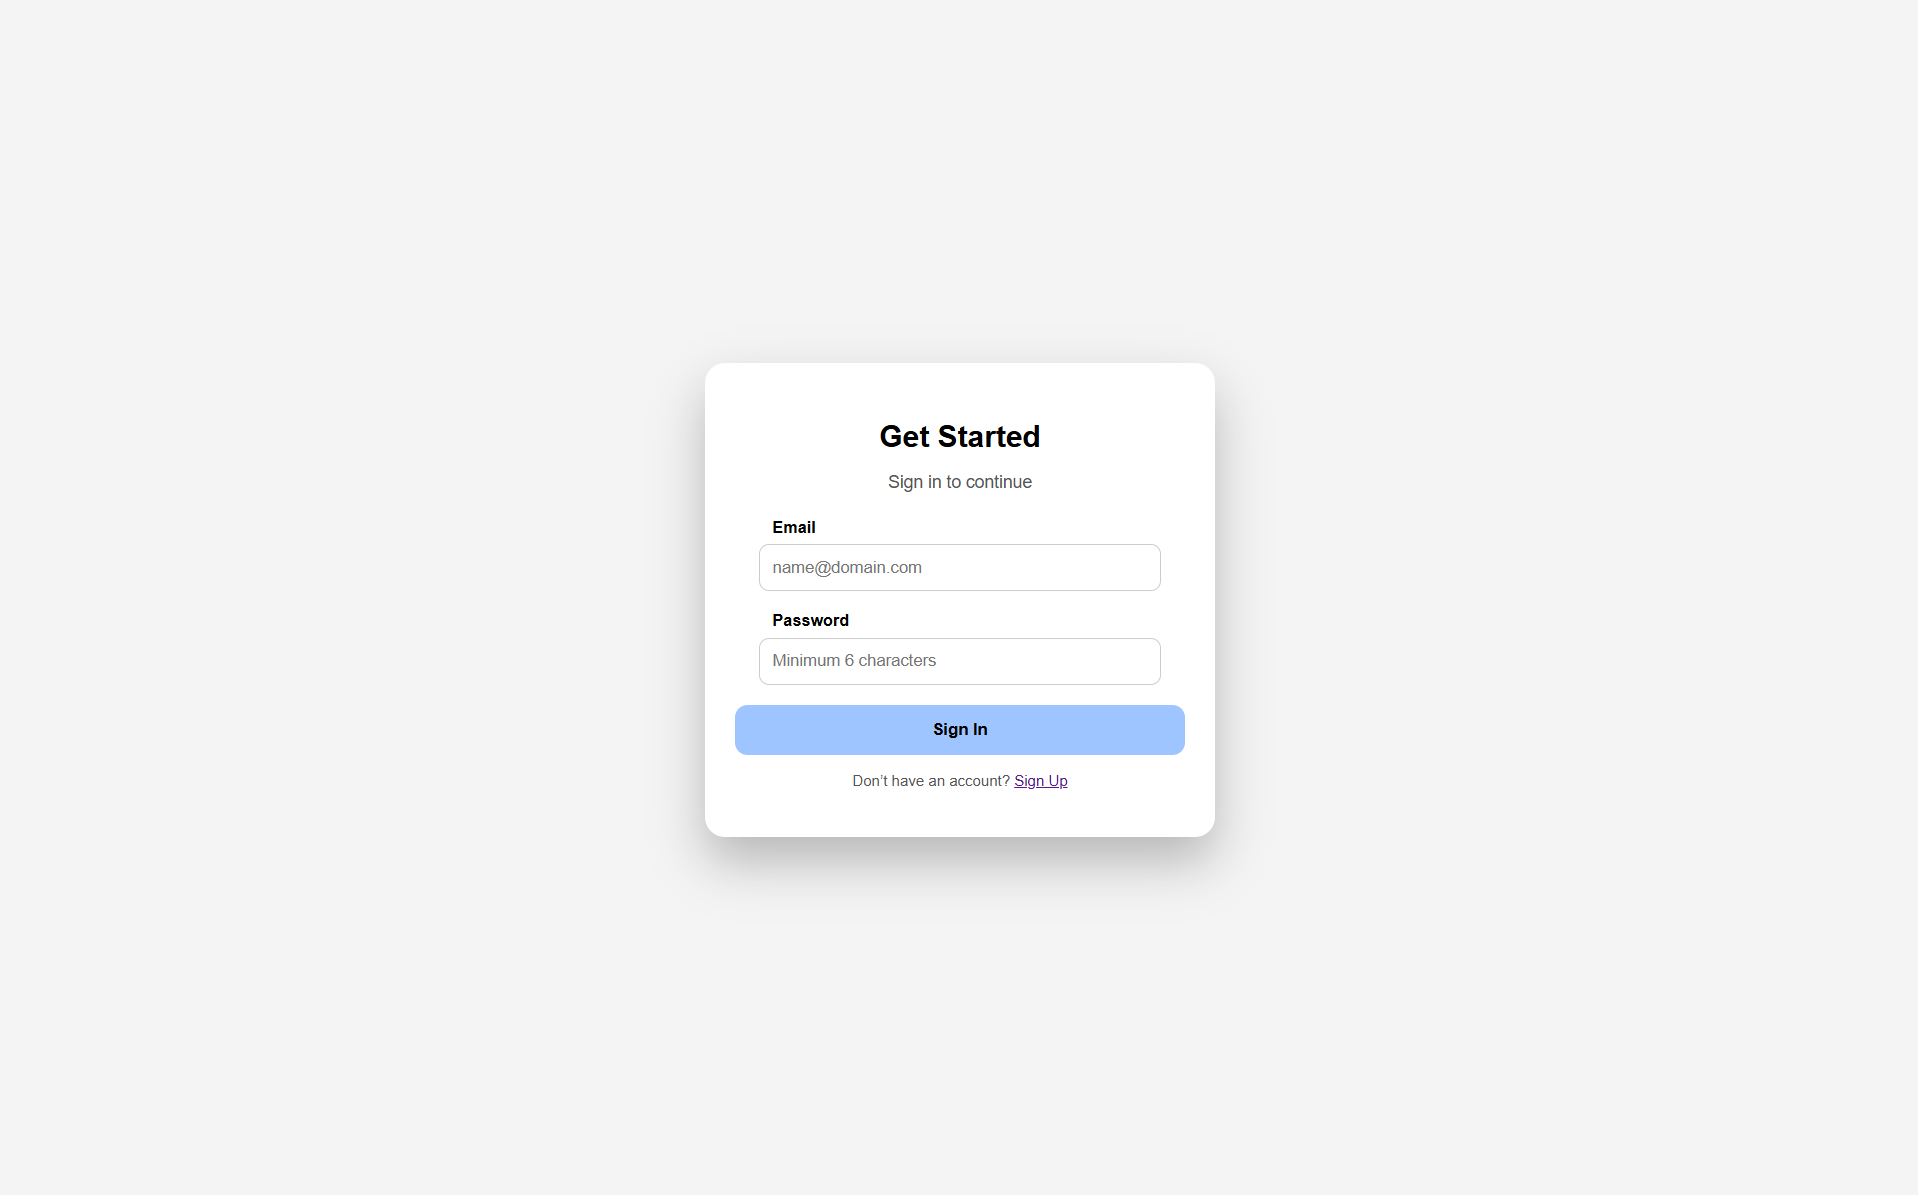 Get Started
Sign in to continue
Email
name@domain.com
Password
Minimum 6 characters
Sign In
Don’t have an account? Sign Up